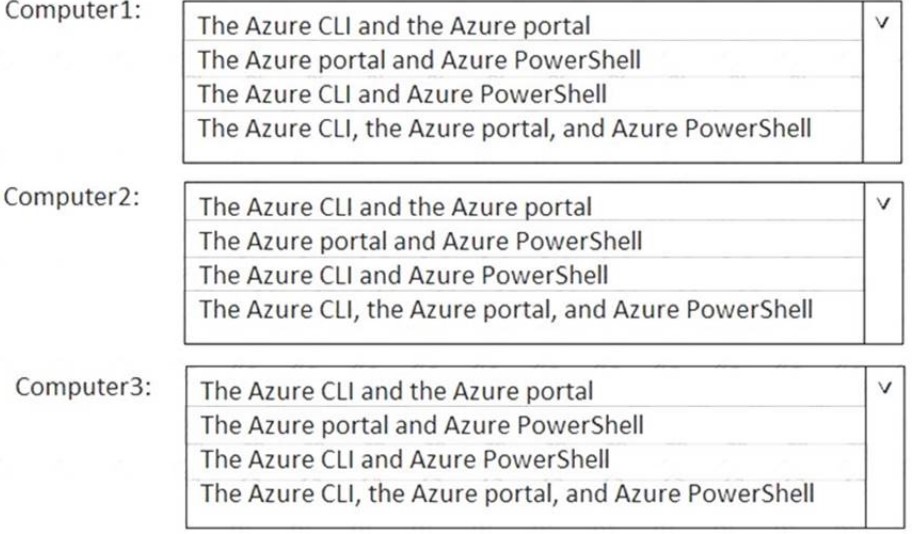 Computer1:
The Azure CLI and the Azure portal
The Azure portal and Azure PowerShell
The Azure CLI and Azure PowerShell
The Azure CLI, the Azure portal, and Azure PowerShell
Computer2:
The Azure CLI and the Azure portal
The Azure portal and Azure PowerShell
The Azure CLI and Azure PowerShell
The Azure CLI, the Azure portal, and Azure PowerShell
Computer3:
The Azure CLI and the Azure portal
The Azure portal and Azure PowerShell
The Azure CLI and Azure PowerShell
The Azure CLI, the Azure portal, and Azure PowerShell